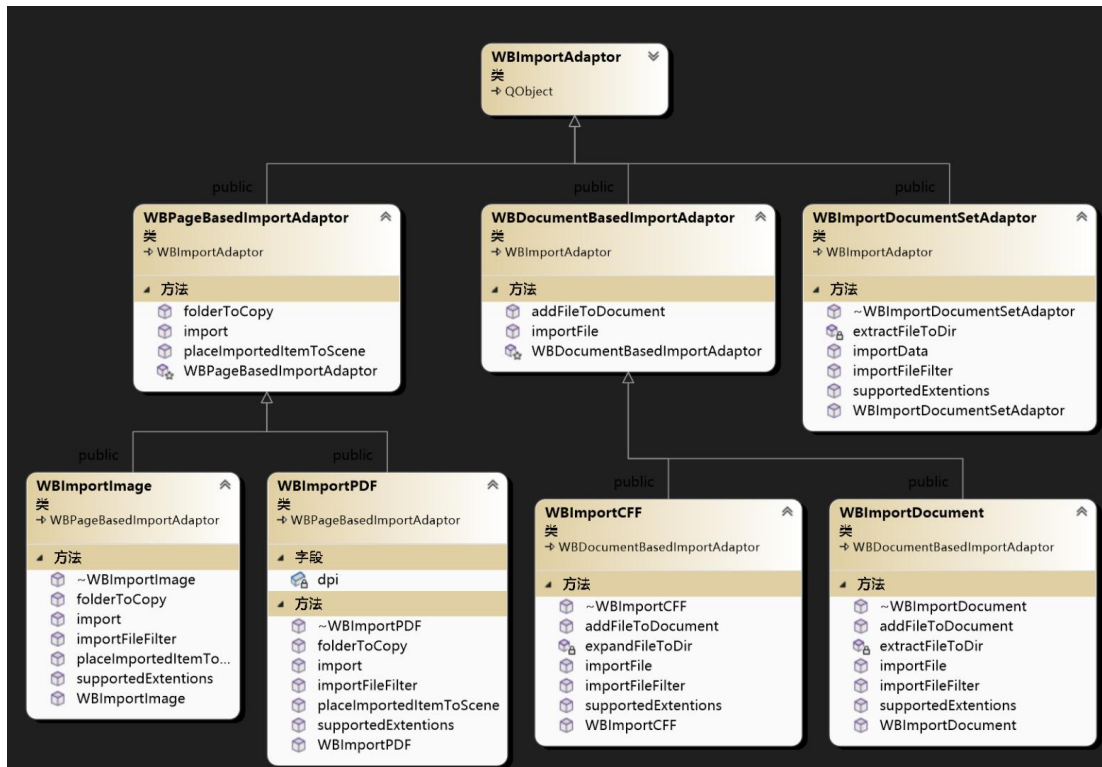 WBImportAdaptor
类
QObject
public
public
public
WBPageBasedImportAdaptor
类
WBImportAdaptor
方法
folderToCopy
import
placeImportedItemToScene
WBPageBasedImportAdaptor
WBDocumentBasedImportAdaptor
类
WBImportAdaptor
方法
addFileToDocument
importFile
WBDocumentBasedImportAdaptor
WBImportDocumentSetAdaptor
类
WBImportAdaptor
方法
~WBImportDocumentSetAdaptor
extractFileToDir
importData
importFileFilter
supportedExtentions
WBImportDocumentSetAdaptor
public
public
public
public
WBImportImage
类
WBPageBasedImportAdaptor
方法
~WBImportImage
folderToCopy
import
importFileFilter
placeImportedItemTo...
supportedExtentions
WBImportImage
WBImportPDF
类
WBPageBasedImportAdaptor
字段
dpi
方法
~WBImportPDF
folderToCopy
import
importFileFilter
placeImportedItemToScene
supportedExtentions
WBImportPDF
WBImportCFF
类
WBDocumentBasedImportAdaptor
方法
~WBImportCFF
addFileToDocument
expandFileToDir
importFile
importFileFilter
supportedExtentions
WBImportCFF
WBImportDocument
类
WBDocumentBasedImportAdaptor
方法
~WBImportDocument
addFileToDocument
extractFileToDir
importFile
importFileFilter
supportedExtentions
WBImportDocument